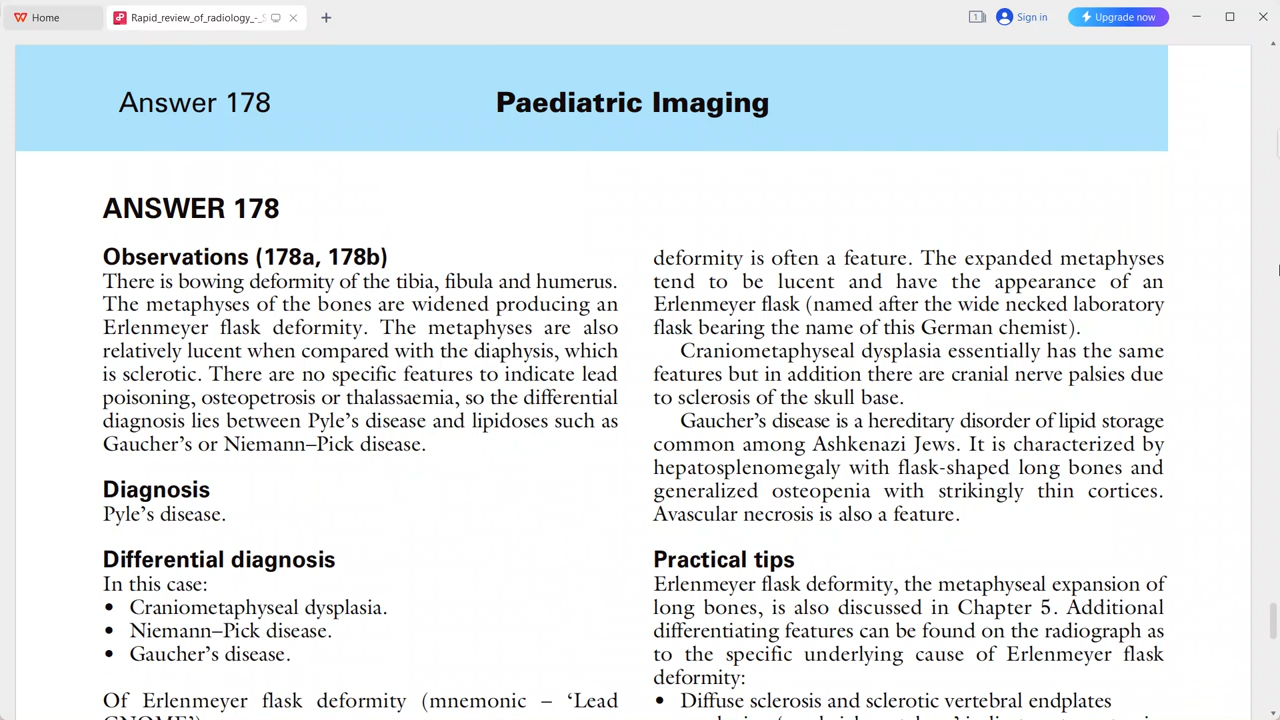 Home
Rapid_review_of_radiology_-_S
1
Sign in
Upgrade now
Answer 178
Paediatric Imaging
ANSWER 178
Observations (178a, 178b)
There is bowing deformity of the tibia, fibula and humerus.
The metaphyses of the bones are widened producing an
Erlenmeyer flask deformity. The metaphyses are also
relatively lucent when compared with the diaphysis, which
is sclerotic. There are no specific features to indicate lead
poisoning, osteopetrosis or thalassaemia, so the differential
diagnosis lies between Pyle's disease and lipidoses such as
Gaucher's or Niemann–Pick disease.
Diagnosis
Pyle's disease.
Differential diagnosis
In this case:
• Craniometaphyseal dysplasia.
• Niemann–Pick disease.
• Gaucher's disease.
Of Erlenmeyer flask deformity (mnemonic – 'Lead
GNOME')
deformity is often a feature. The expanded metaphyses
tend to be lucent and have the appearance of an
Erlenmeyer flask (named after the wide necked laboratory
flask bearing the name of this German chemist).
Craniometaphyseal dysplasia essentially has the same
features but in addition there are cranial nerve palsies due
to sclerosis of the skull base.
Gaucher's disease is a hereditary disorder of lipid storage
common among Ashkenazi Jews. It is characterized by
hepatosplenomegaly with flask-shaped long bones and
generalized osteopenia with strikingly thin cortices.
Avascular necrosis is also a feature.
Practical tips
Erlenmeyer flask deformity, the metaphyseal expansion of
long bones, is also discussed in Chapter 5. Additional
differentiating features can be found on the radiograph as
to the specific underlying cause of Erlenmeyer flask
deformity:
• Diffuse sclerosis and sclerotic vertebral endplates